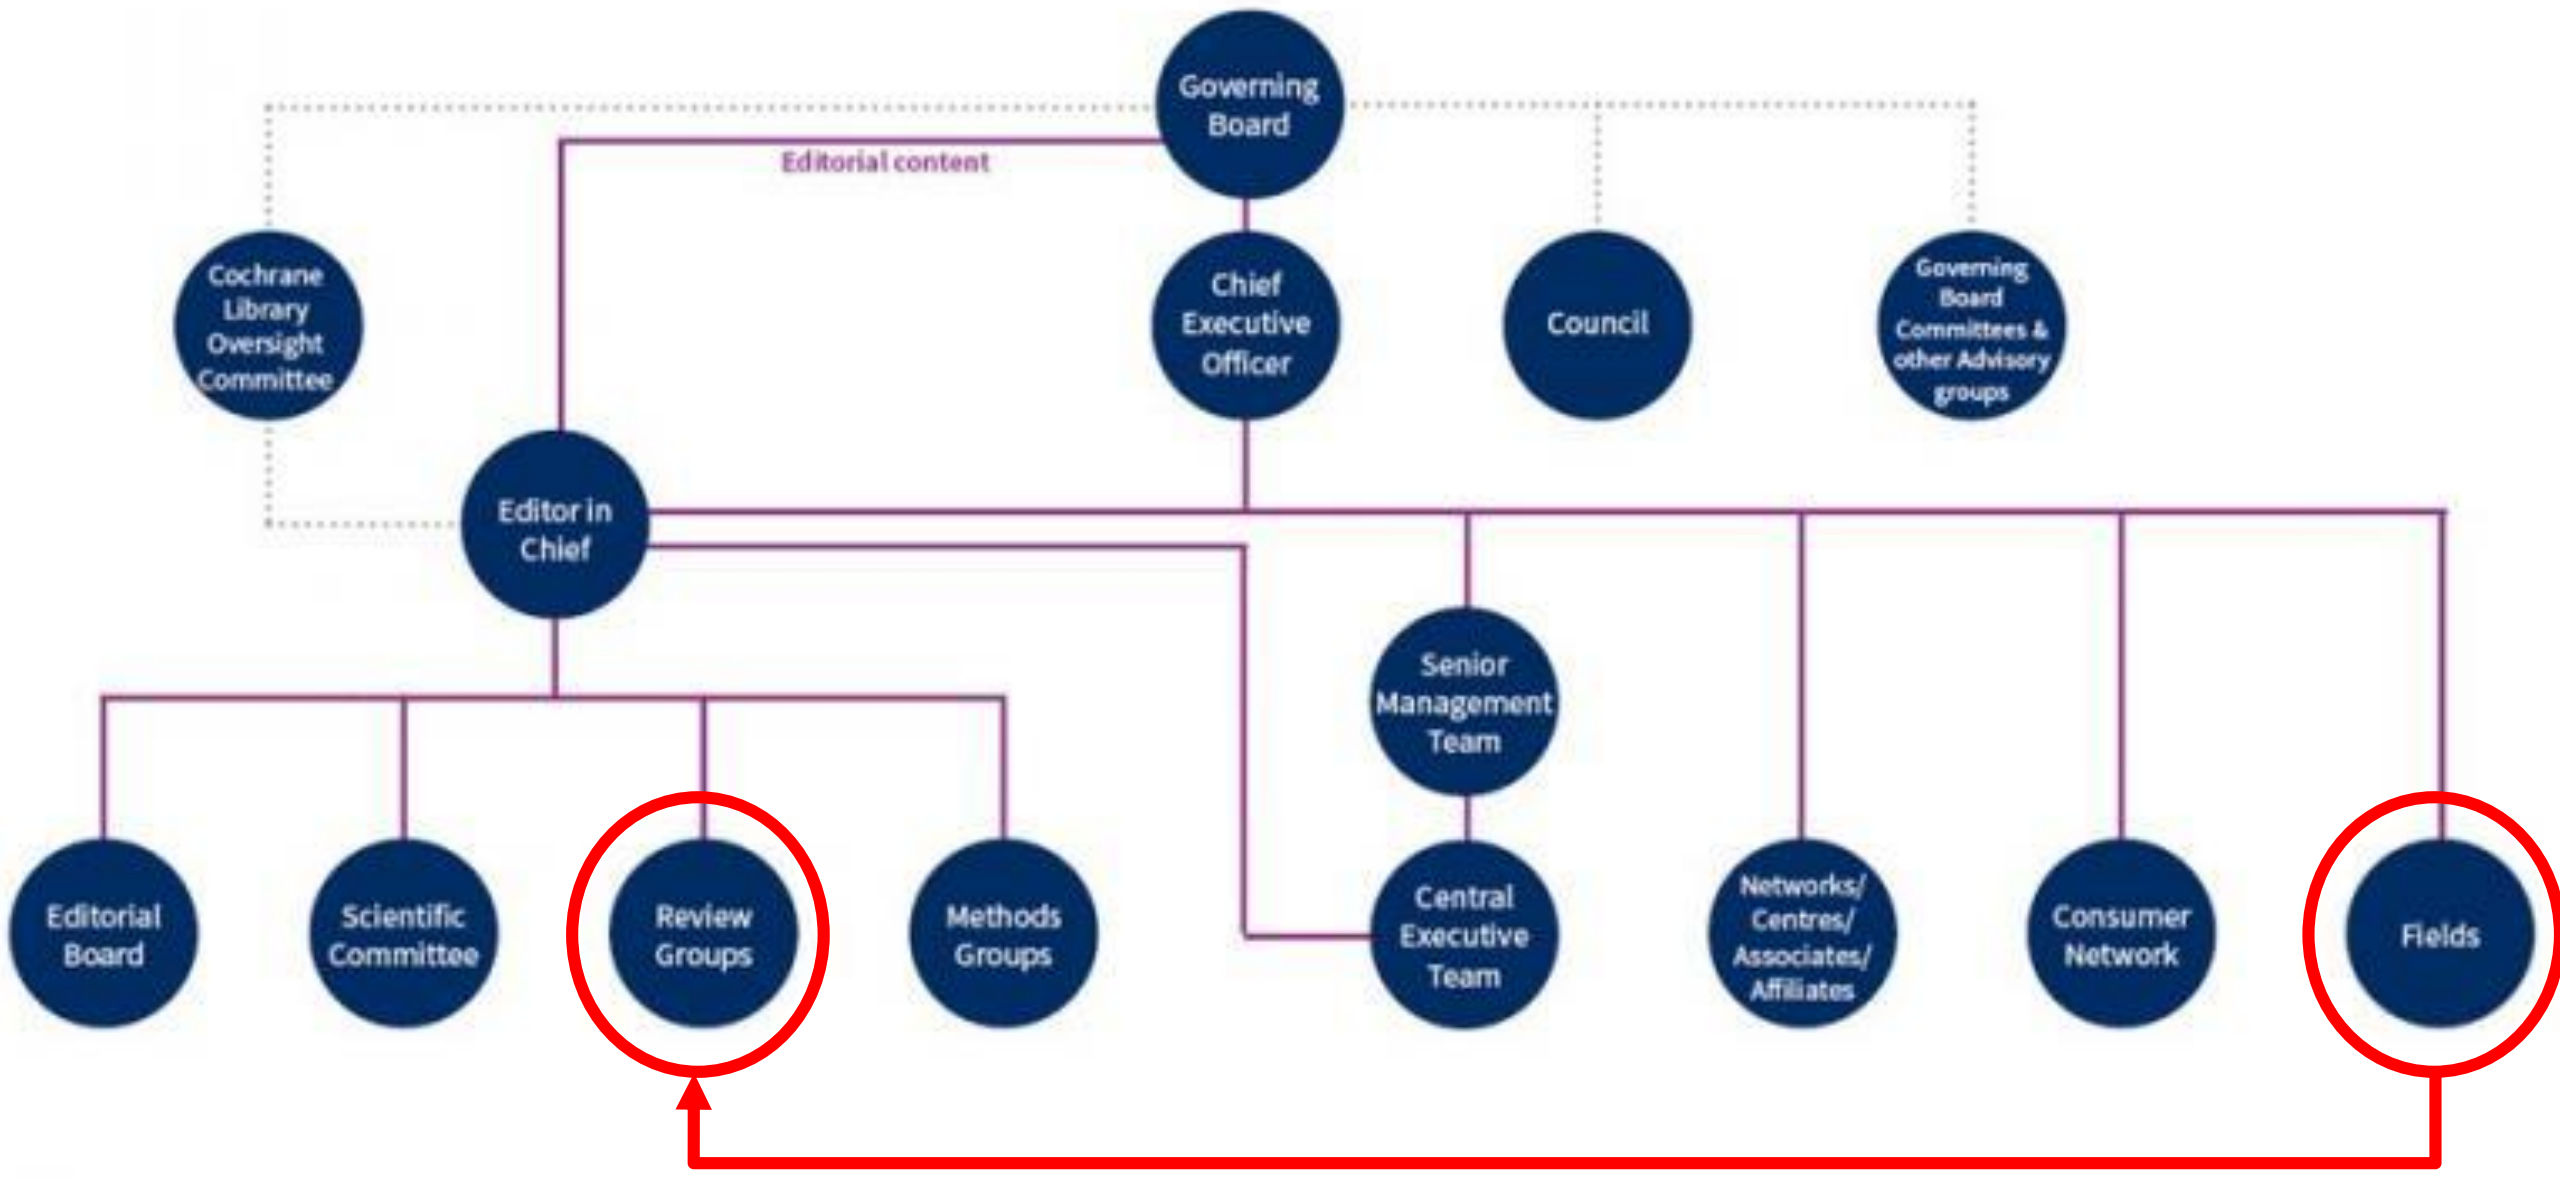 Governing
Board
Editorial content
Cochrane
Library
Oversight
Committee
Chief
Executive
Officer
Council
Governing
Board
Committees &
other Advisory
groups
Editor in
Chief
Senior
Management
Team
Editorial
Board
Scientific
Committee
Review
Groups
Methods
Groups
Central
Executive
Team
Networks/
Centres/
Associates/
Affiliates
Consumer
Network
Fields